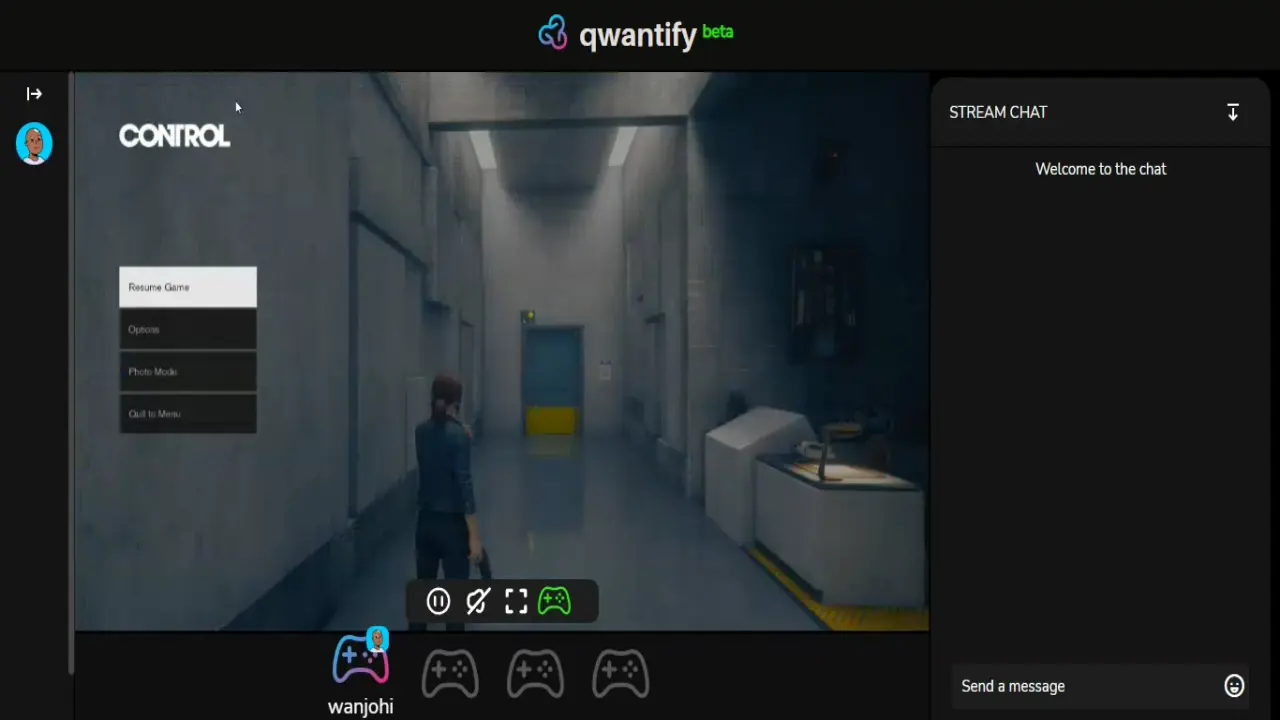 qwantify beta
CONTROL
Resume Game
Options
Photo Mode
Quit to Menu
wanjohi
STREAM CHAT
Welcome to the chat
Send a message